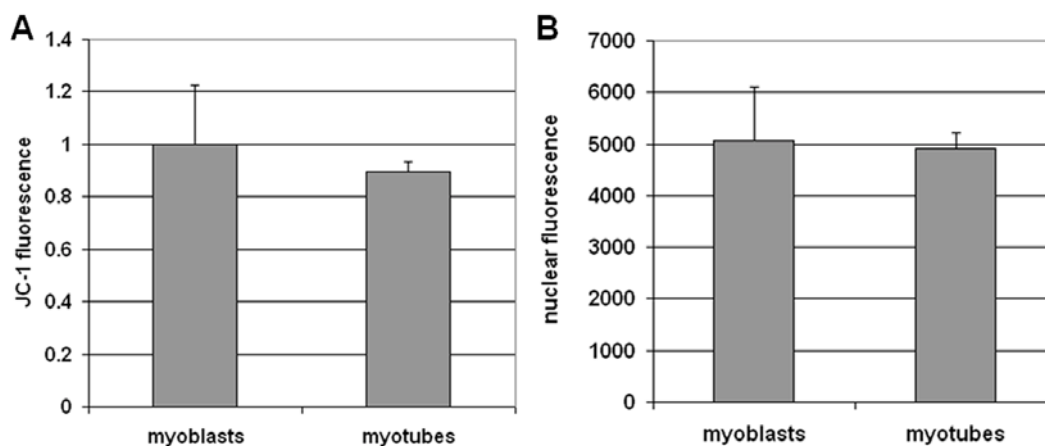 A
1.4
1.2
1
0.8
0.6
0.4
0.2
0
JC-1 fluorescence
myoblasts
myotubes
B
7000
6000
5000
4000
3000
2000
1000
0
nuclear fluorescence
myoblasts
myotubes